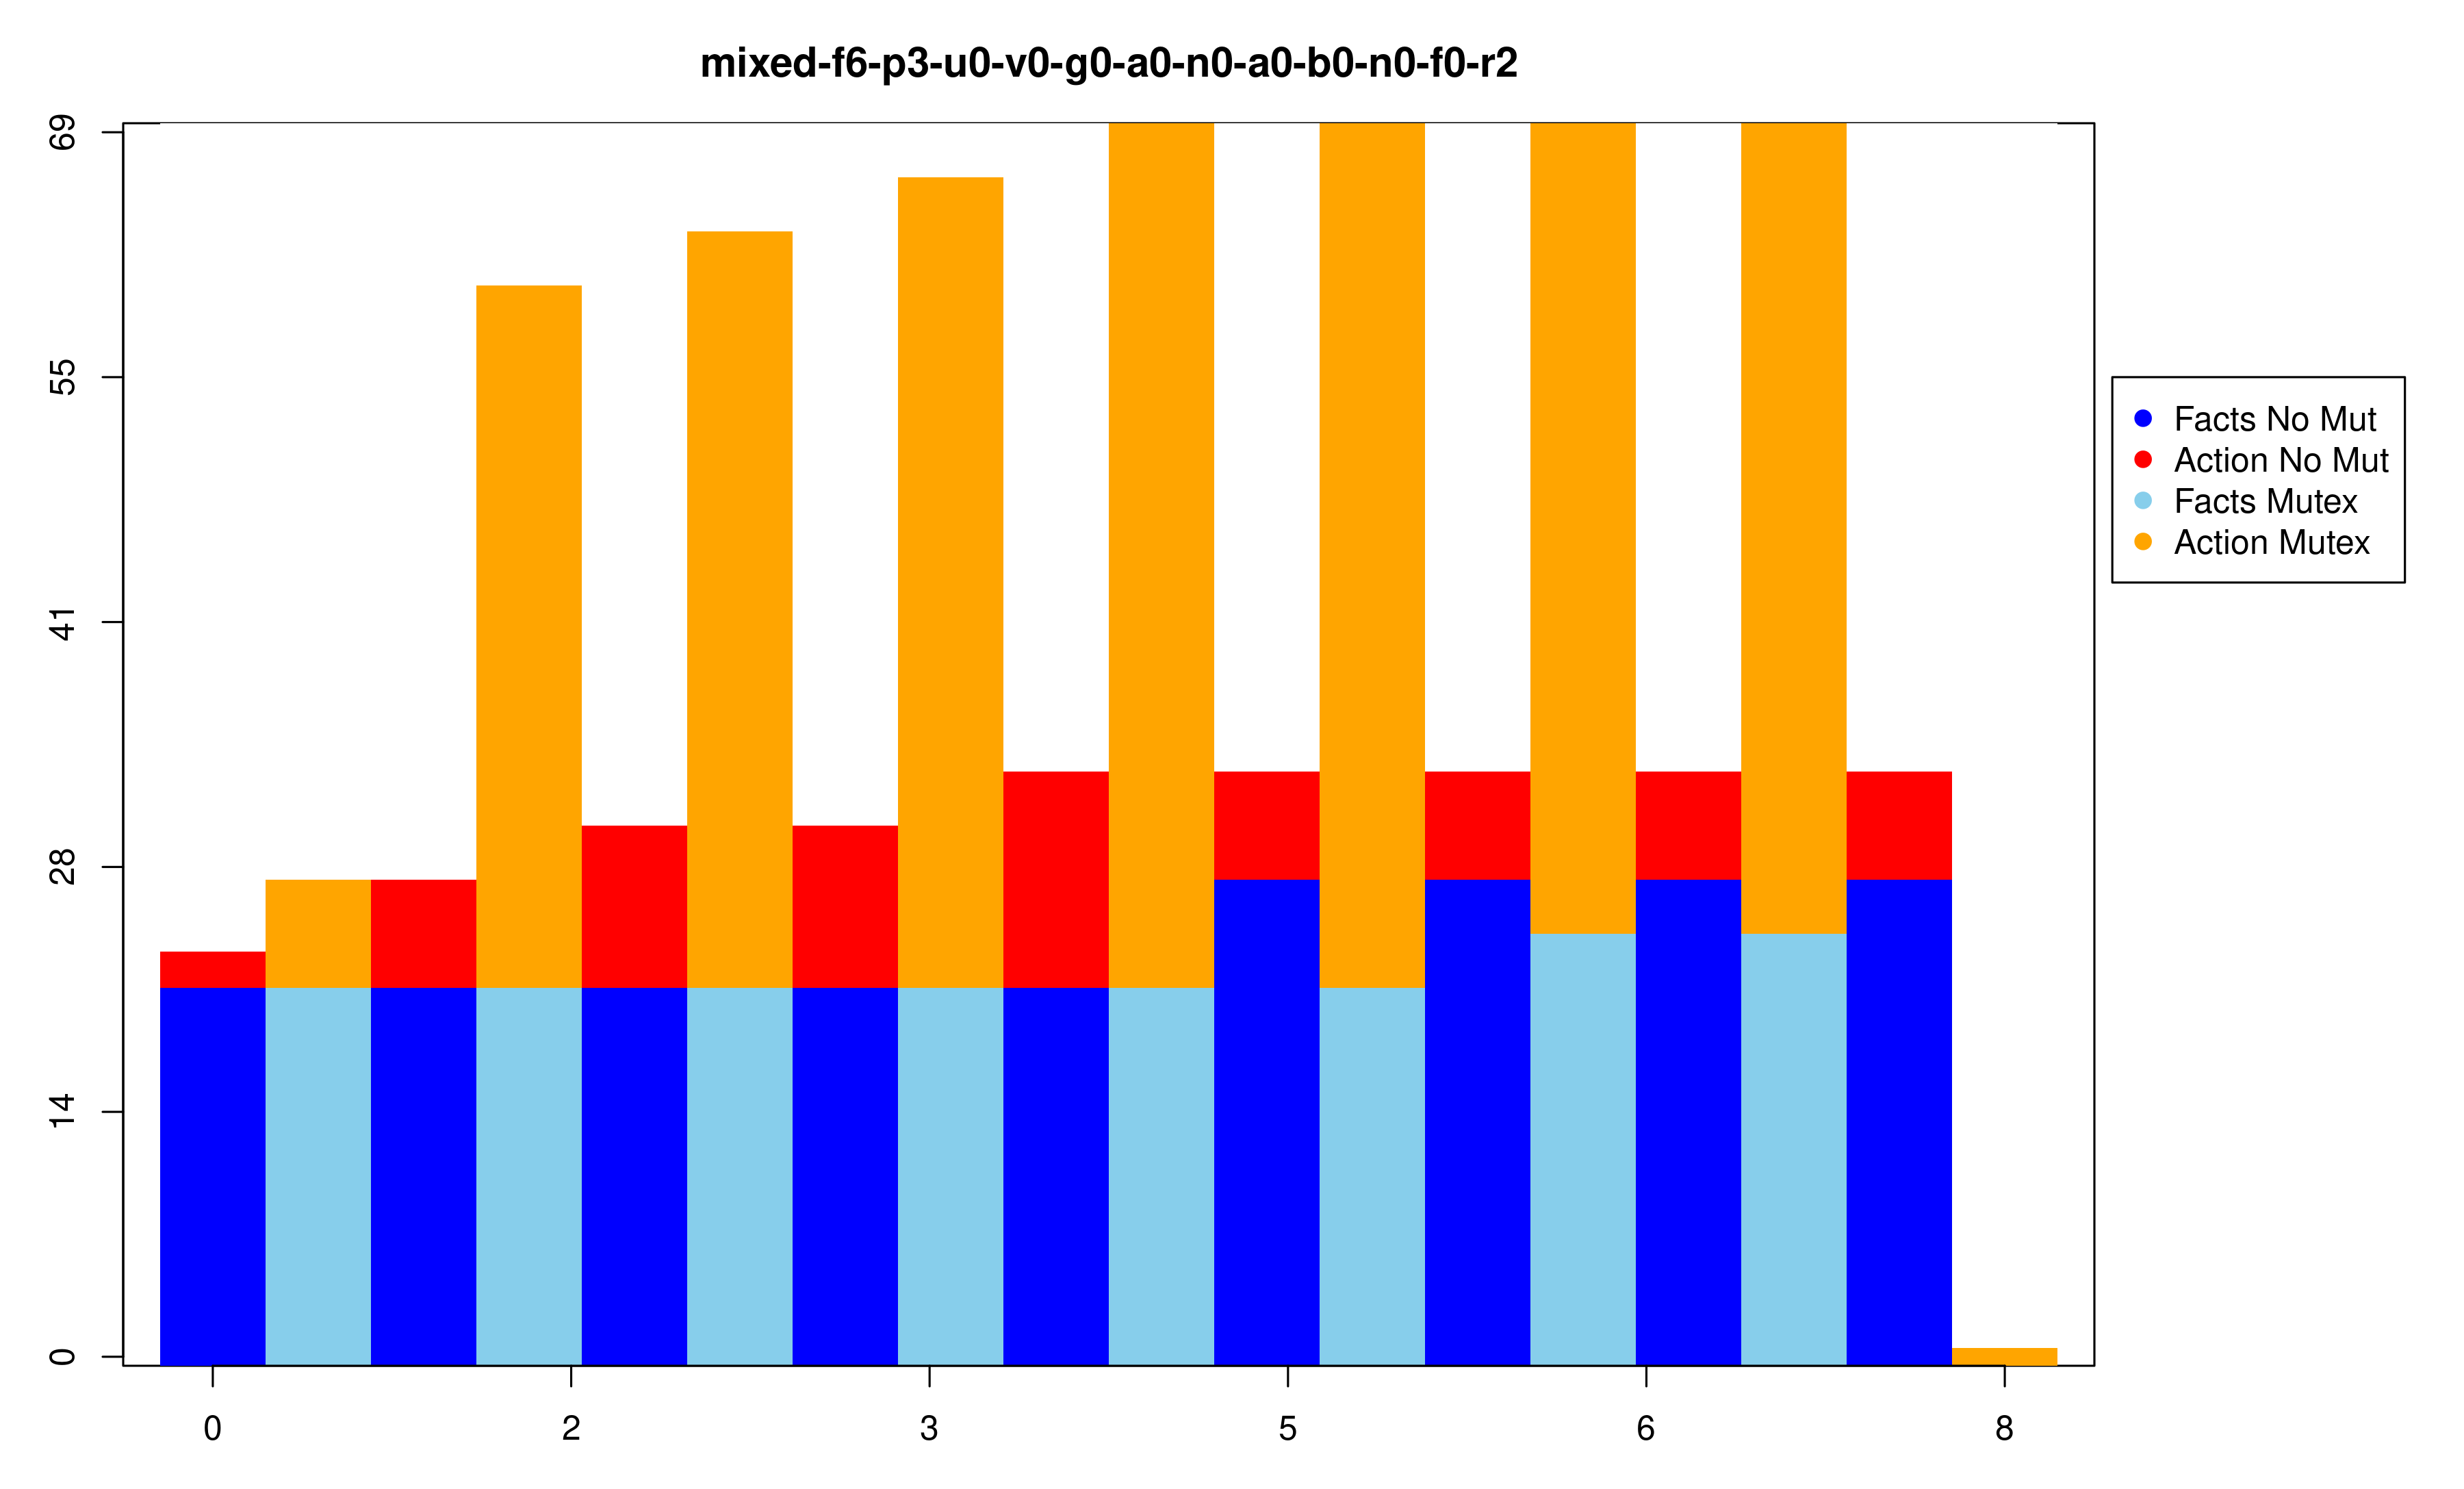 mixed-f6-p3-u0-v0-g0-a0-n0-a0-b0-n0-f0-r2
69
55
41
28
14
0
Facts No Mut
Action No Mut
Facts Mutex
Action Mutex
0 2 3 5 6 8